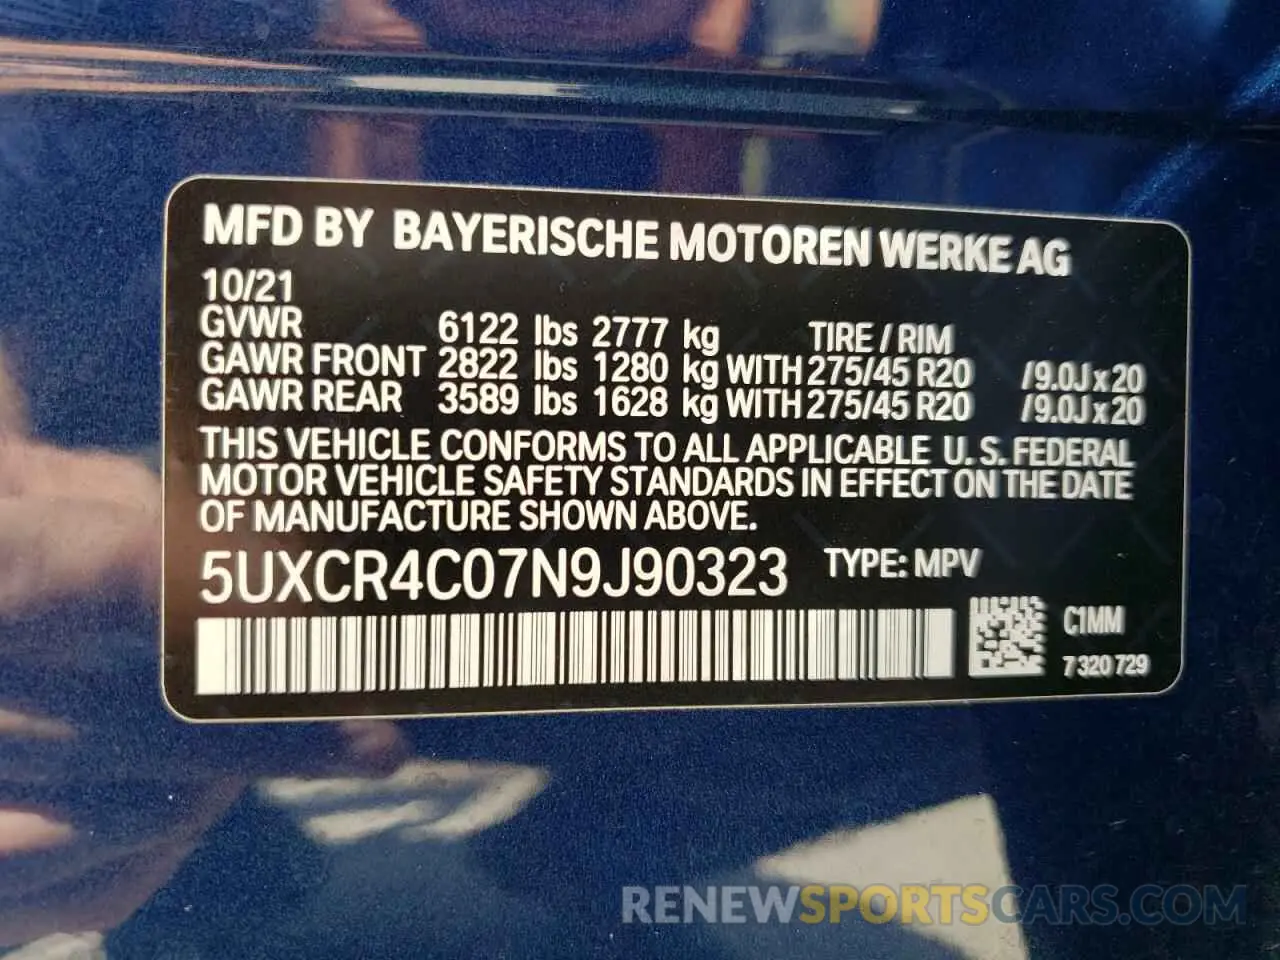 MFD BY BAYERISCHE MOTOREN WERKE AG
10/21
GVWR 6122 lbs 2777 kg TIRE / RIM
GAWR FRONT 2822 lbs 1280 kg WITH 275/45 R20 /9.0J x 20
GAWR REAR 3589 lbs 1628 kg WITH 275/45 R20 /9.0J x 20
THIS VEHICLE CONFORMS TO ALL APPLICABLE U.S. FEDERAL
MOTOR VEHICLE SAFETY STANDARDS IN EFFECT ON THE DATE
OF MANUFACTURE SHOWN ABOVE.
5UXCR4C07N9J90323 TYPE: MPV
C1MM
7 320 729
RENEWSPORTSCARS.COM